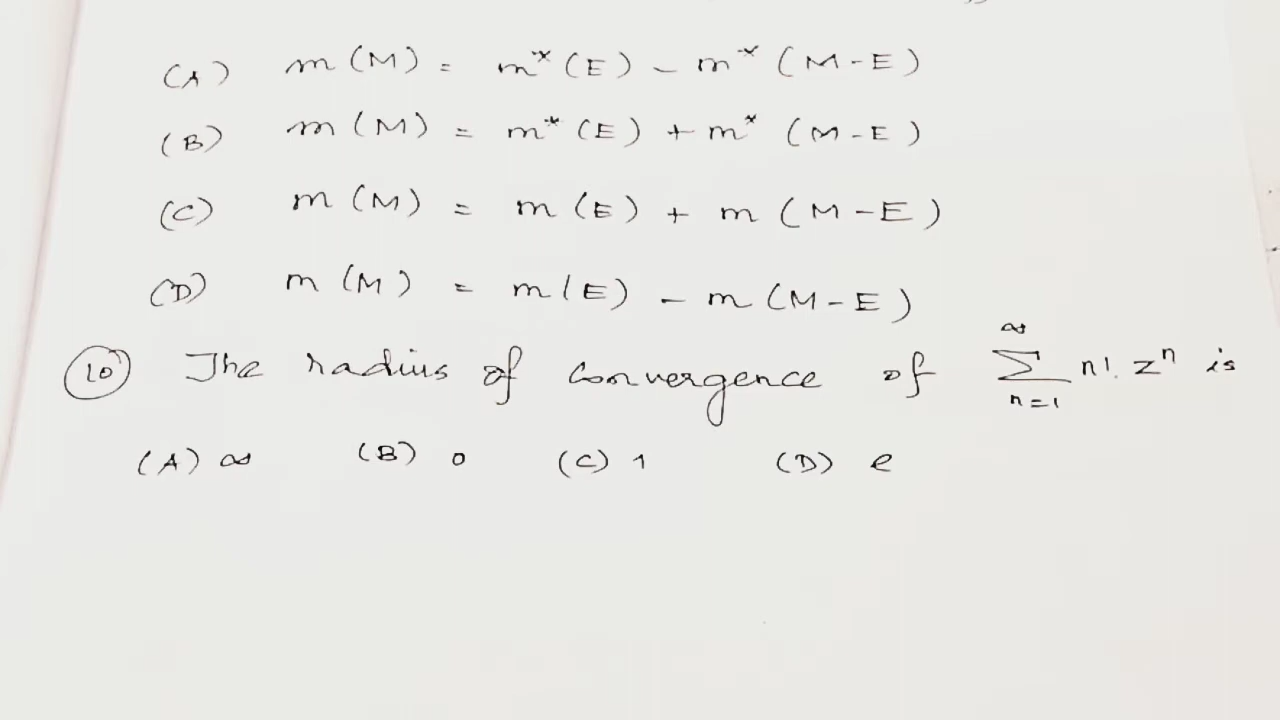 (A) m (M) = m* (E) - m* (M-E)
(B) m (M) = m* (E) + m* (M-E)
(C) m (M) = m (E) + m (M-E)
(D) m (M) = m (E) - m (M-E)
(10) The radius of convergence of ∑_{n=1}^{∞} n! z^n is
(A) ∞ (B) 0 (C) 1 (D) e